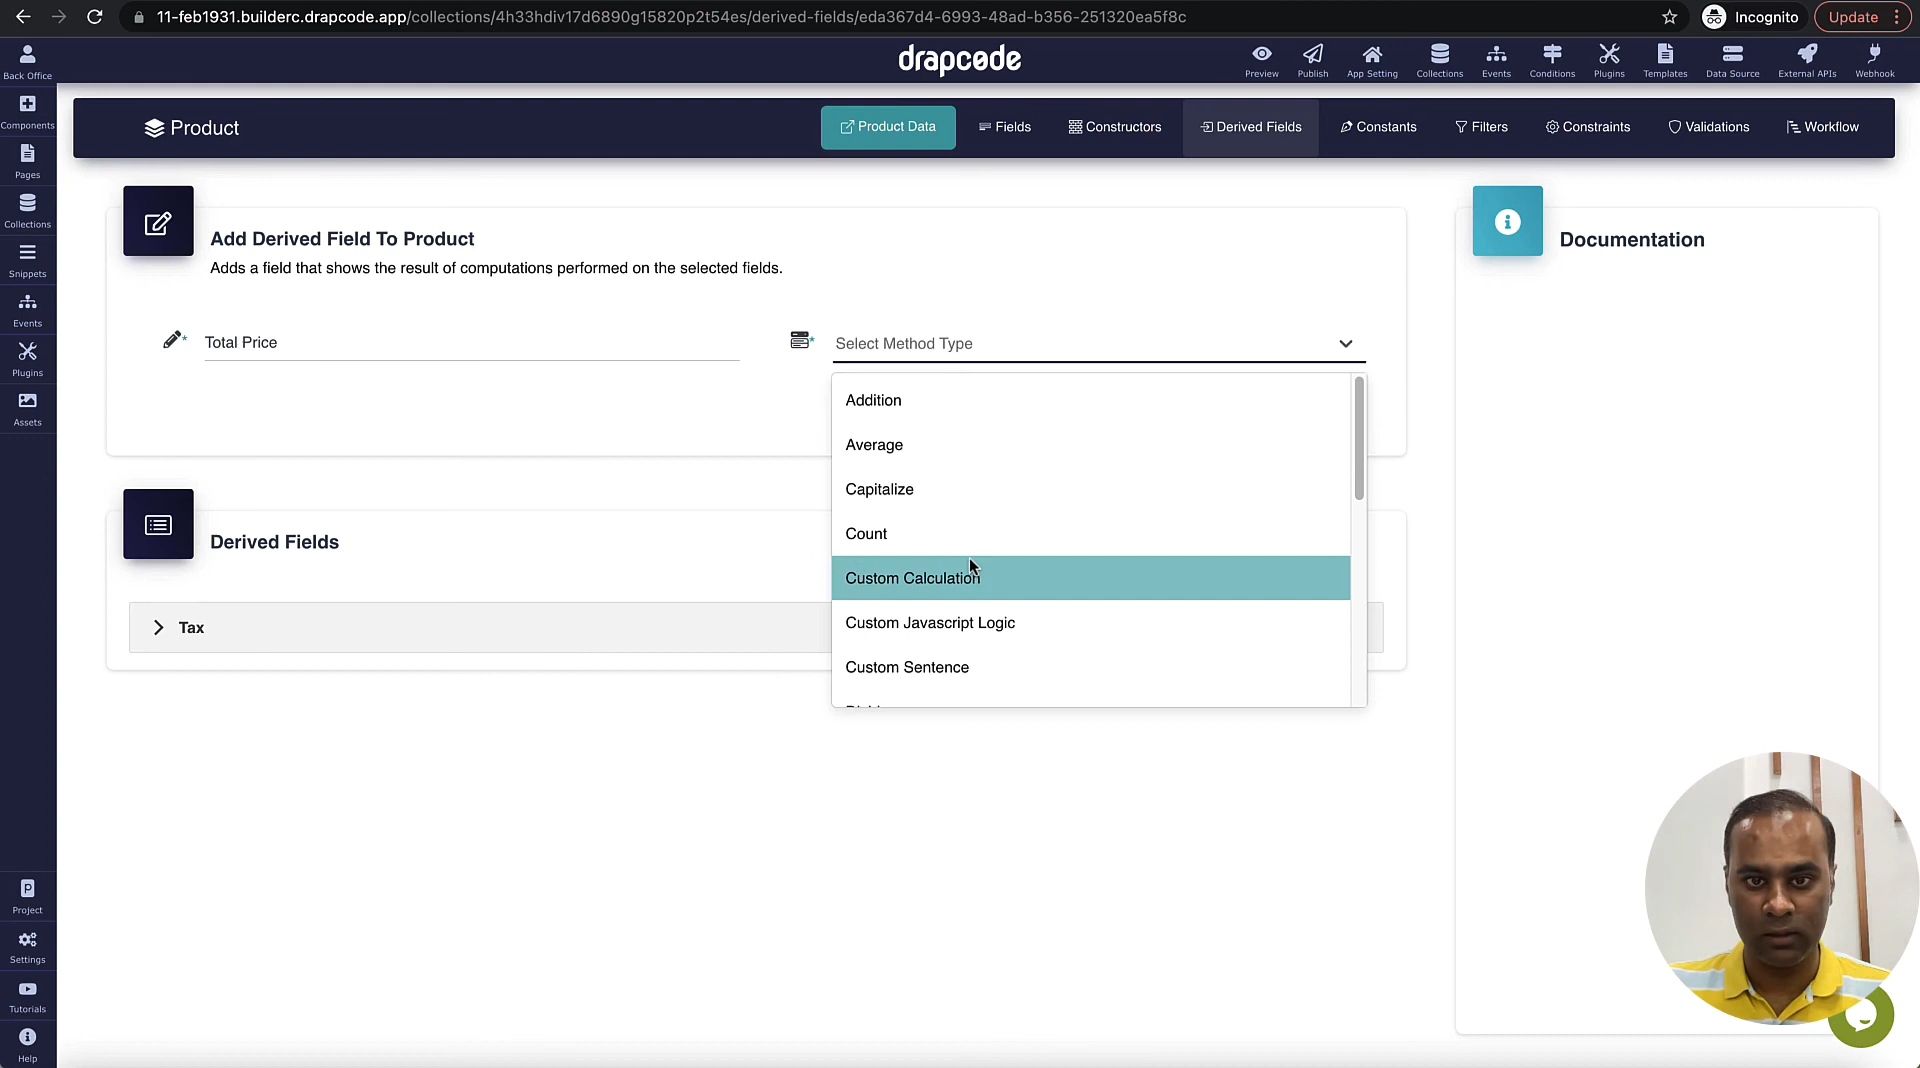 11-feb1931.builderc.drapcode.app/collections/4h33hdiv17d6890g15820p2t54es/derived-fields/eda367d4-6993-48ad-b356-251320ea5f8c
Incognito
Update
Back Office
drapcode
Preview
Publish
App Setting
Collections
Events
Conditions
Plugins
Templates
Data Source
External APIs
Webhook
Components
Pages
Collections
Snippets
Events
Plugins
Assets
Project
Settings
Tutorials
Help
Product
Product Data
Fields
Constructors
Derived Fields
Constants
Filters
Constraints
Validations
Workflow
Add Derived Field To Product
Adds a field that shows the result of computations performed on the selected fields.
Total Price
Select Method Type
Addition
Average
Capitalize
Count
Custom Calculation
Custom Javascript Logic
Custom Sentence
Derived Fields
Tax
Documentation